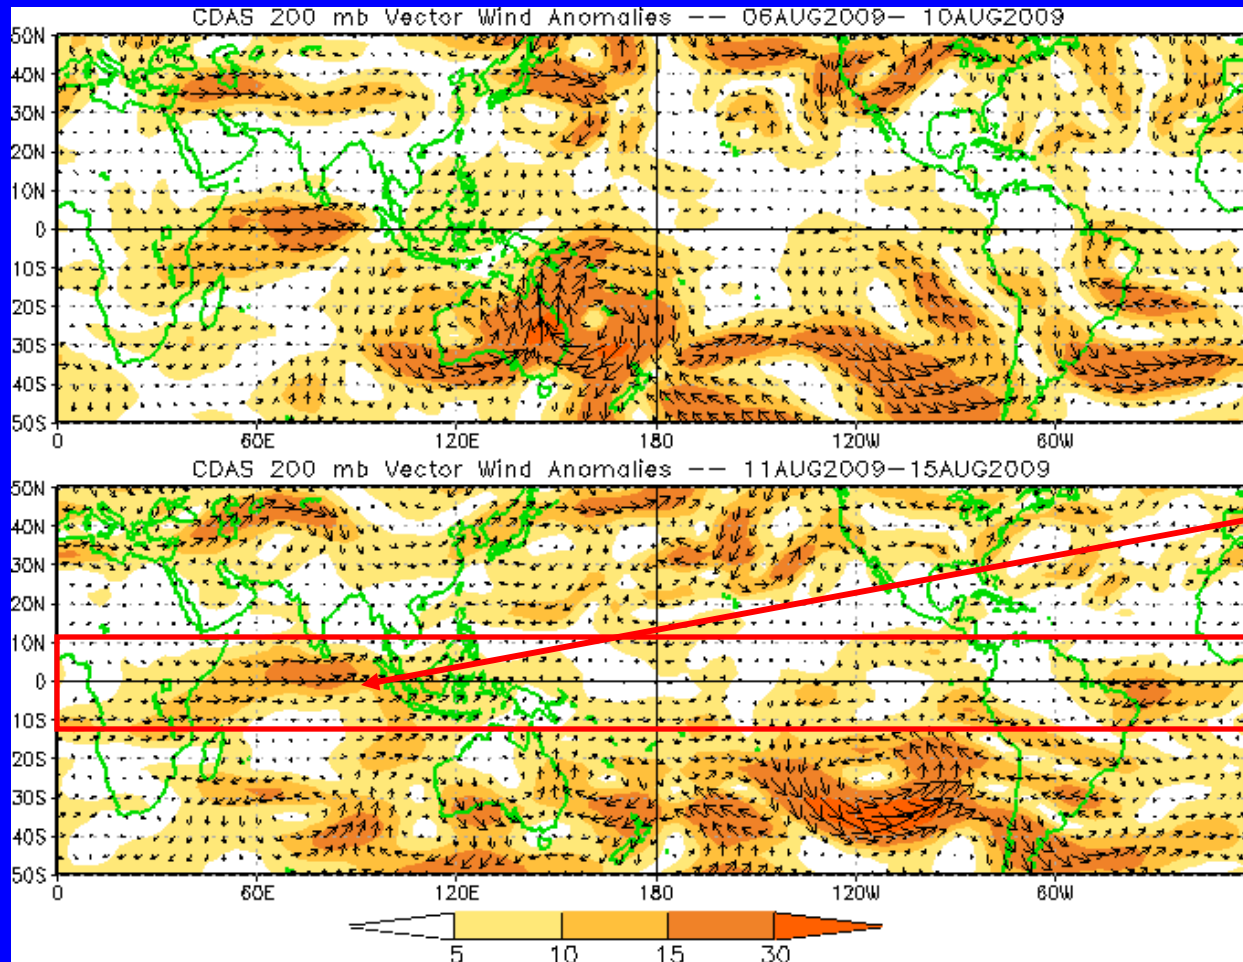 CDAS 200 mb Vector Wind Anomalies -- 06AUG2009- 10AUG2009
50N
40N
30N
20N
10N
0
10S
20S
30S
40S
50S
0 60E 120E 180 120W 60W
CDAS 200 mb Vector Wind Anomalies -- 11AUG2009-15AUG2009
50N
40N
30N
20N
10N
0
10S
20S
30S
40S
50S
0 60E 120E 180 120W 60W
5 10 15 30